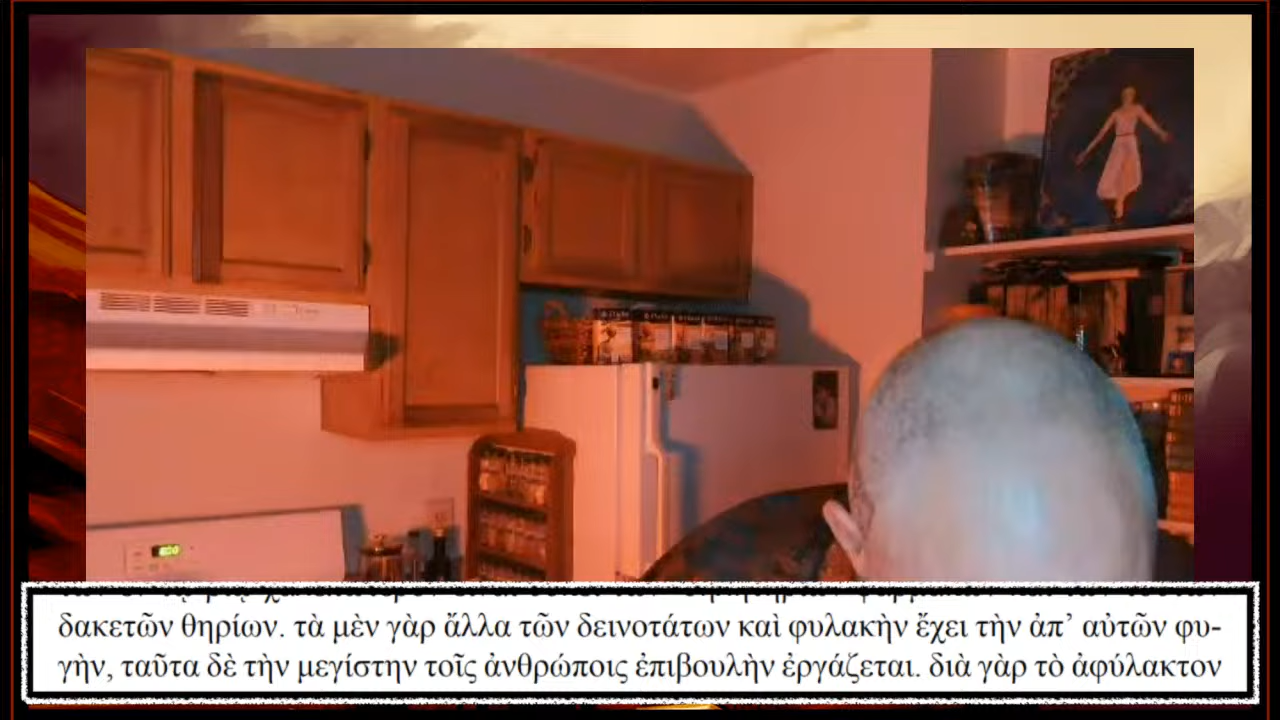 δακετῶν θηρίων. τὰ μὲν γὰρ ἄλλα τῶν δεινοτάτων καὶ φυλακὴν ἔχει τὴν ἀπ’ αὐτῶν φυ-
γὴν, ταῦτα δὲ τὴν μεγίστην τοῖς ἀνθρώποις ἐπιβουλὴν ἐργάζεται. διὰ γὰρ τὸ ἀφύλακτον